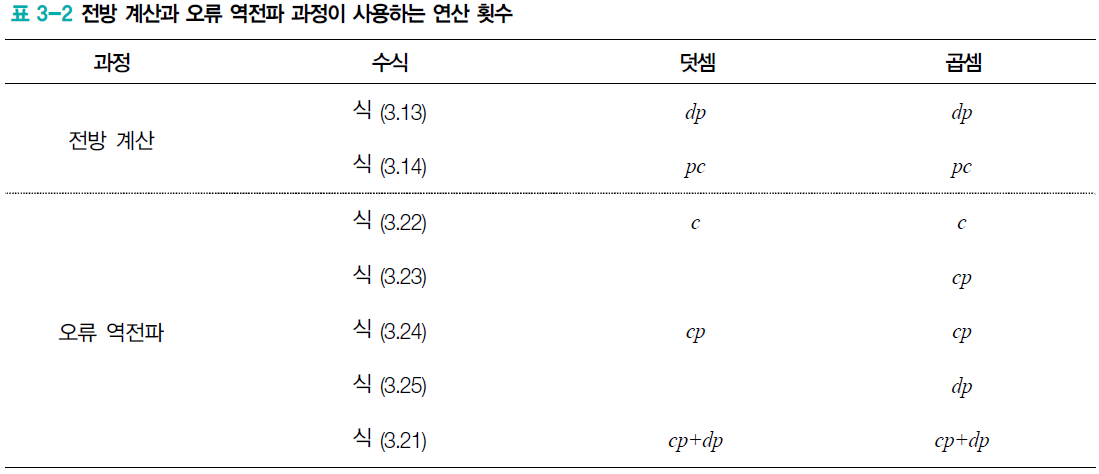 표 3-2 전방 계산과 오류 역전파 과정이 사용하는 연산 횟수
과정 수식 덧셈 곱셈
전방 계산
식 (3.13) dp dp
식 (3.14) pc pc
오류 역전파
식 (3.22) c c
식 (3.23) cp
식 (3.24) cp cp
식 (3.25) dp
식 (3.21) cp+dp cp+dp